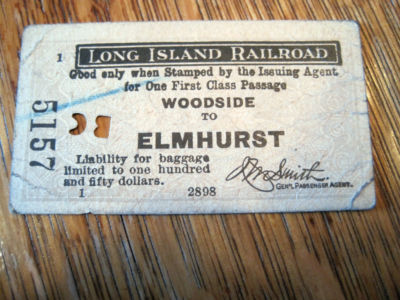 1 LONG ISLAND RAILROAD
Good only when Stamped by the Issuing Agent
for One First Class Passage
WOODSIDE
TO
ELMHURST
Liability for baggage
limited to one hundred
and fifty dollars.
1 2898
GEN'L PASSENGER AGENT.
5157